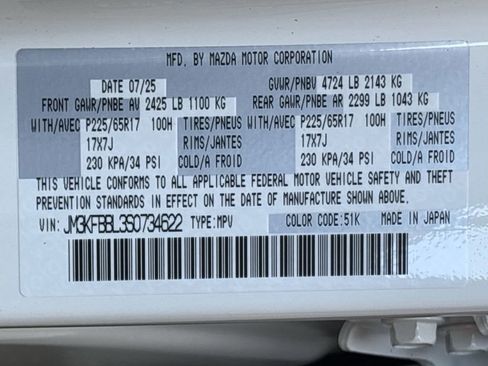 MFD. BY MAZDA MOTOR CORPORATION
DATE 07/25 GVWR/PNBV 4724 LB 2143 KG
FRONT GAWR/PNBE AV 2425 LB 1100 KG REAR GAWR/PNBE AR 2299 LB 1043 KG
WITH/AVEC P225/65R17 100H TIRES/PNEUS WITH/AVEC P225/65R17 100H TIRES/PNEUS
17X7J RIMS/JANTES 17X7J RIMS/JANTES
230 KPA/34 PSI COLD/A FROID 230 KPA/34 PSI COLD/A FROID
THIS VEHICLE CONFORMS TO ALL APPLICABLE FEDERAL MOTOR VEHICLE SAFETY AND THEFT
PREVENTION STANDARDS IN EFFECT ON THE DATE OF MANUFACTURE SHOWN ABOVE.
VIN: JM3KFBBL3S0734622 TYPE: MPV COLOR CODE: 51K MADE IN JAPAN